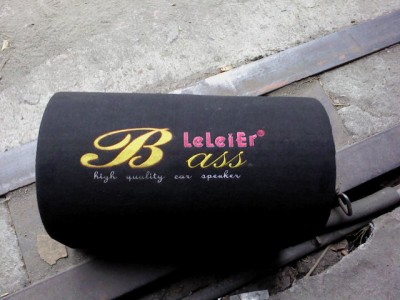 LeLeiEr®
Bass
high quality car speaker